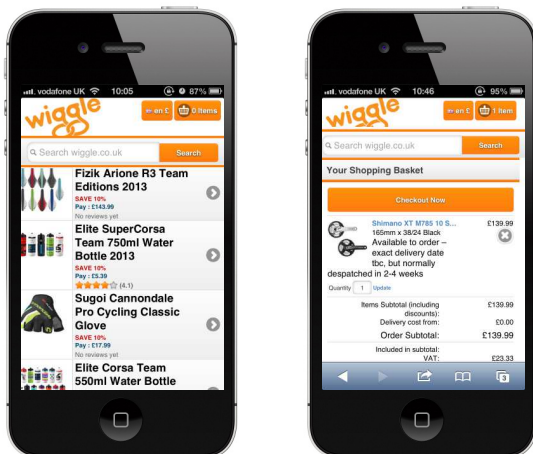 vodafone UK 10:05 87%
wiggle
en £ 0 Items
Search wiggle.co.uk Search
Fizik Arione R3 Team
Editions 2013
SAVE 10%
Pay : £143.99
No reviews yet
Elite SuperCorsa
Team 750ml Water
Bottle 2013
SAVE 10%
Pay : £5.39
(4.1)
Sugoi Cannondale
Pro Cycling Classic
Glove
SAVE 10%
Pay : £17.99
No reviews yet
Elite Corsa Team
550ml Water Bottle
vodafone UK 10:46 95%
wiggle
en £ 1 Item
Search wiggle.co.uk Search
Your Shopping Basket
Checkout Now
Shimano XT M785 10 S... £139.99
165mm x 38/24 Black
Available to order –
exact delivery date
tbc, but normally
despatched in 2-4 weeks
Quantity 1 Update
Items Subtotal (including £139.99
discounts):
Delivery cost from: £0.00
Order Subtotal: £139.99
Included in subtotal:
VAT: £23.33
3